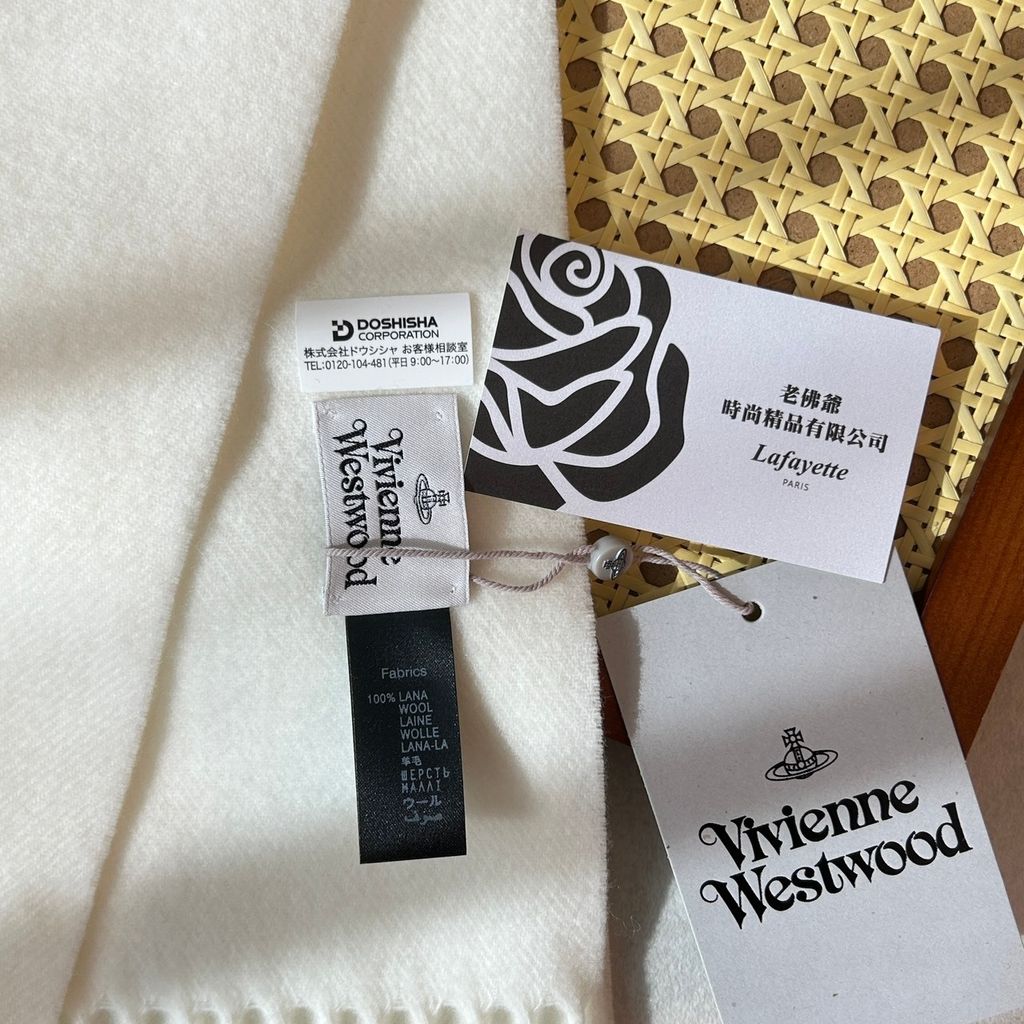 DOSHISHA
CORPORATION
株式会社ドウシシャ お客様相談室
TEL:0120-104-481(平日 9:00〜17:00)
Vivienne
Westwood
Fabrics
100% LANA
WOOL
LAINE
WOLLE
LANA-LA
羊毛
ШЕРСТЬ
ΜΑΛΛΙ
ウール
صرف
老佛爺
時尚精品有限公司
Lafayette
PARIS
Vivienne
Westwood